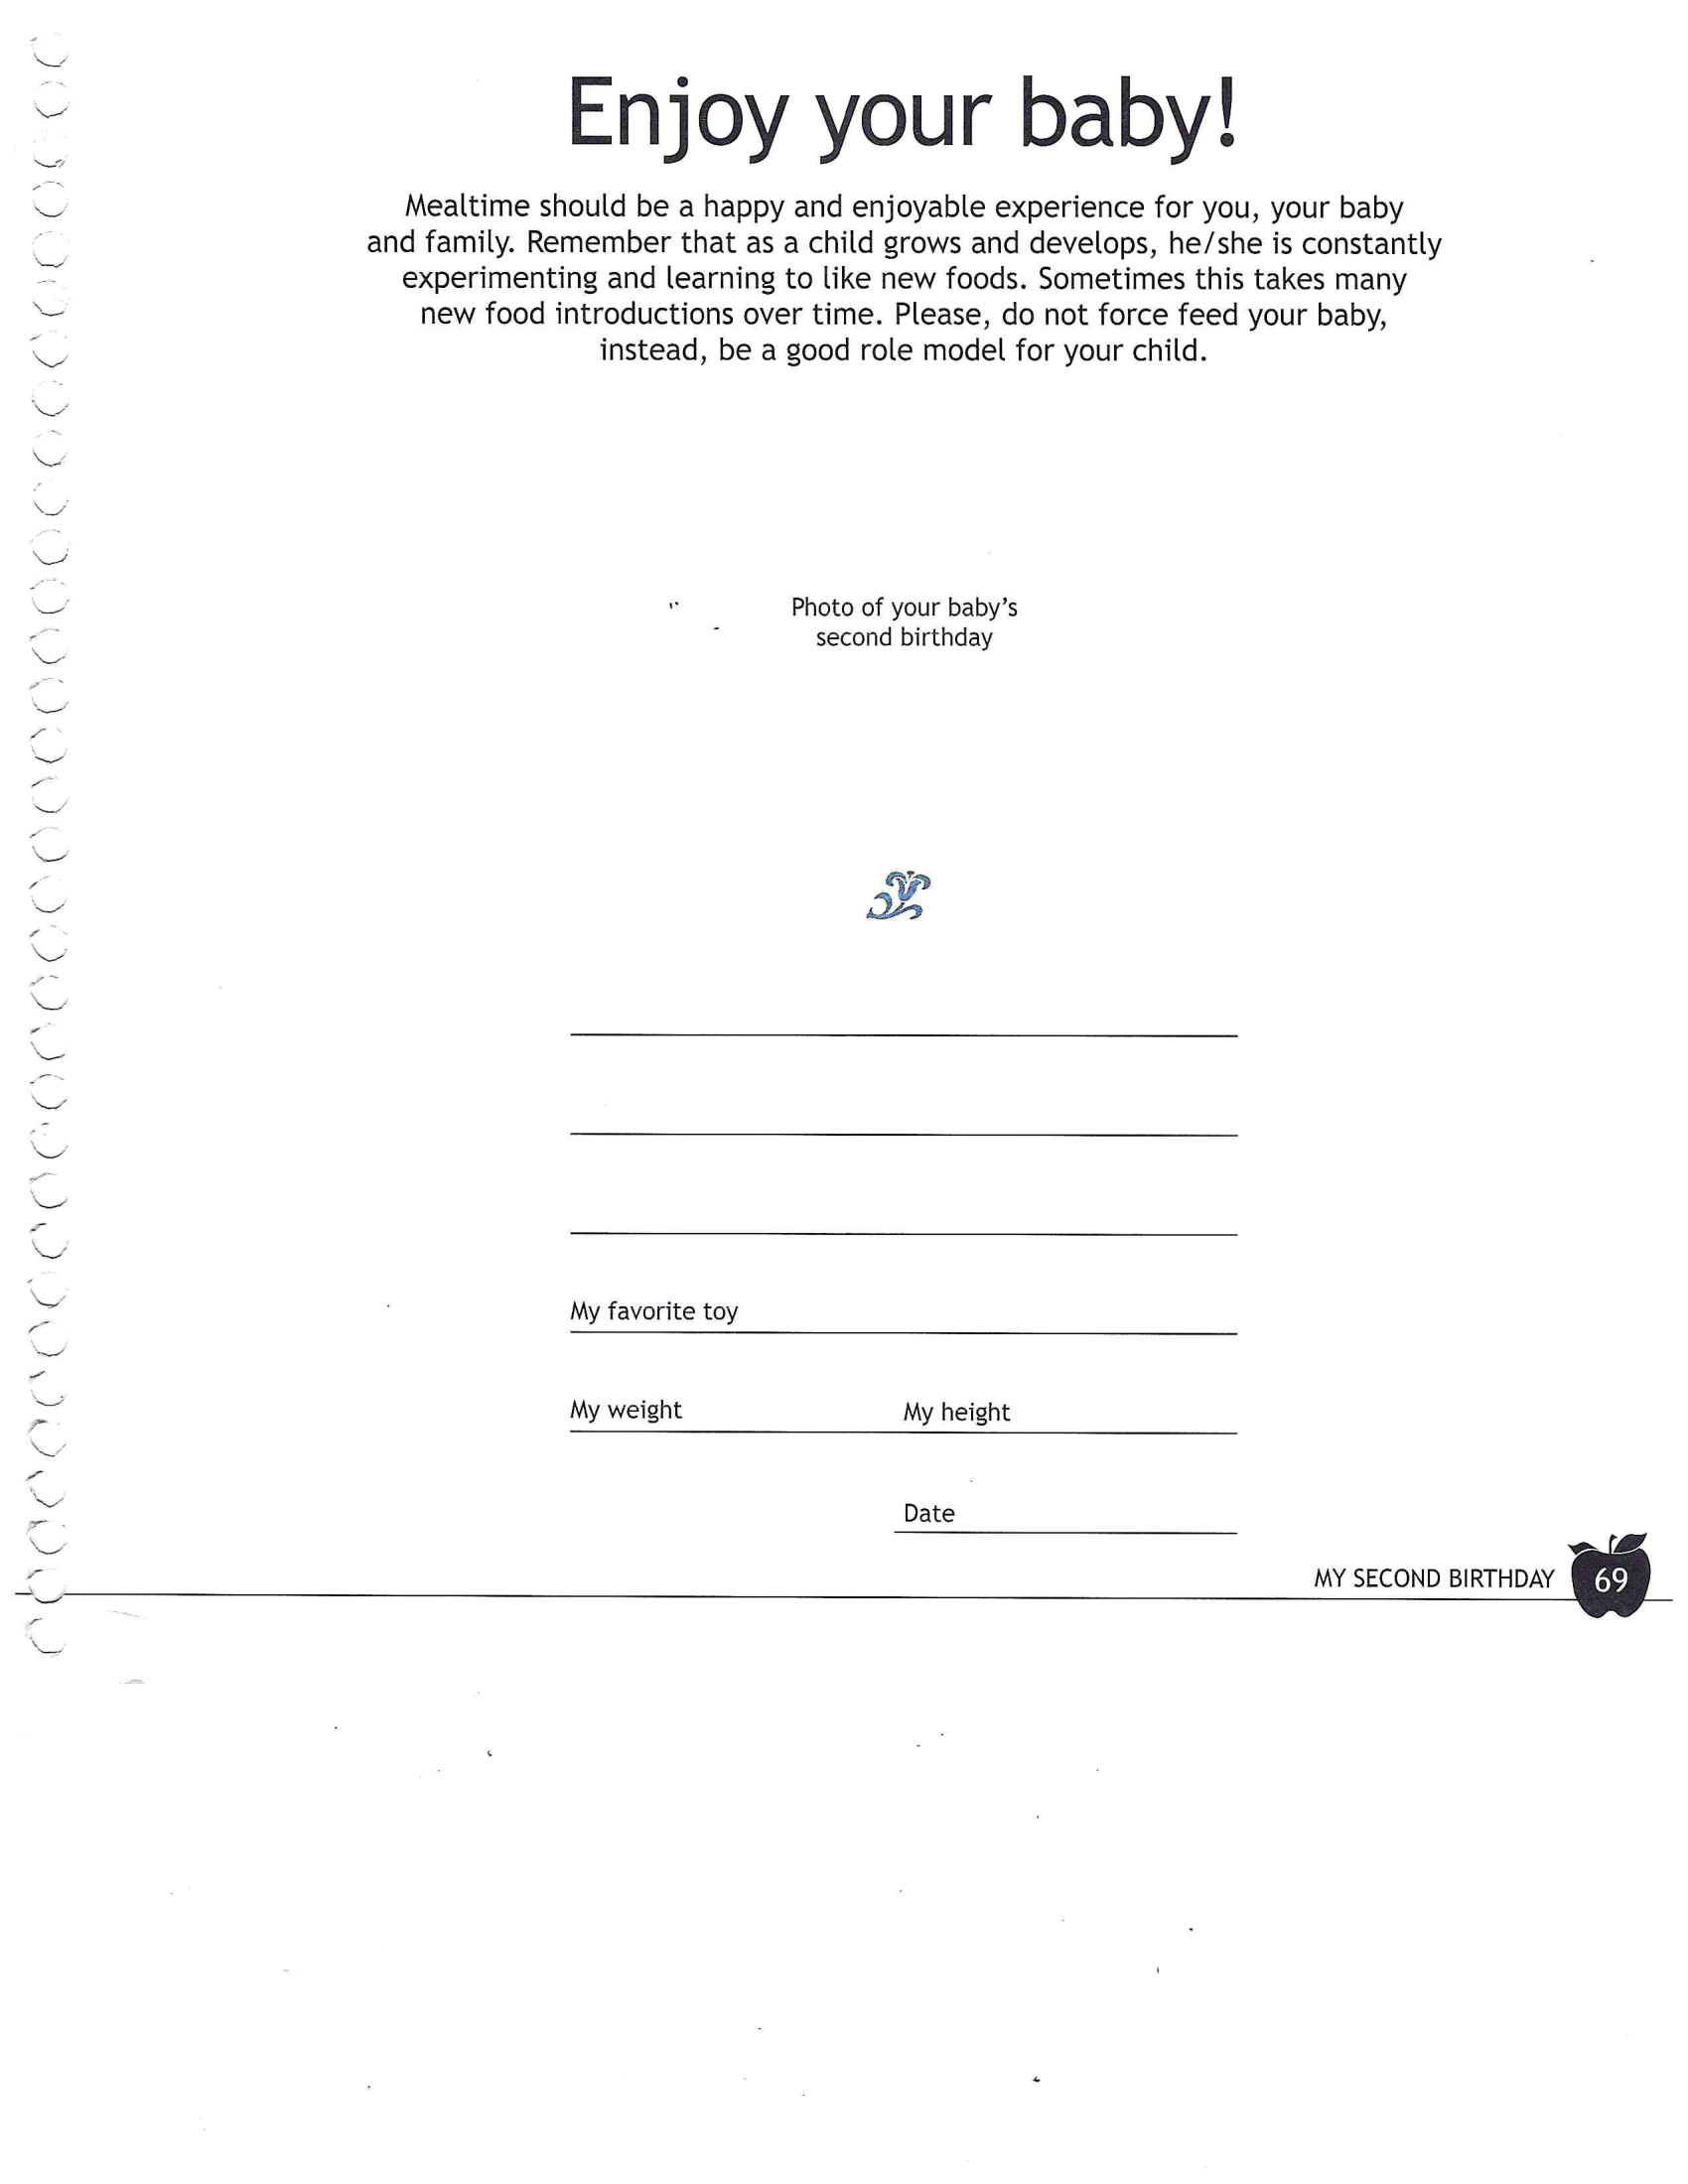 Enjoy your baby!
Mealtime should be a happy and enjoyable experience for you, your baby
and family. Remember that as a child grows and develops, he/she is constantly
experimenting and learning to like new foods. Sometimes this takes many
new food introductions over time. Please, do not force feed your baby,
instead, be a good role model for your child.
Photo of your baby's
second birthday
My favorite toy
My weight My height
Date
MY SECOND BIRTHDAY 69